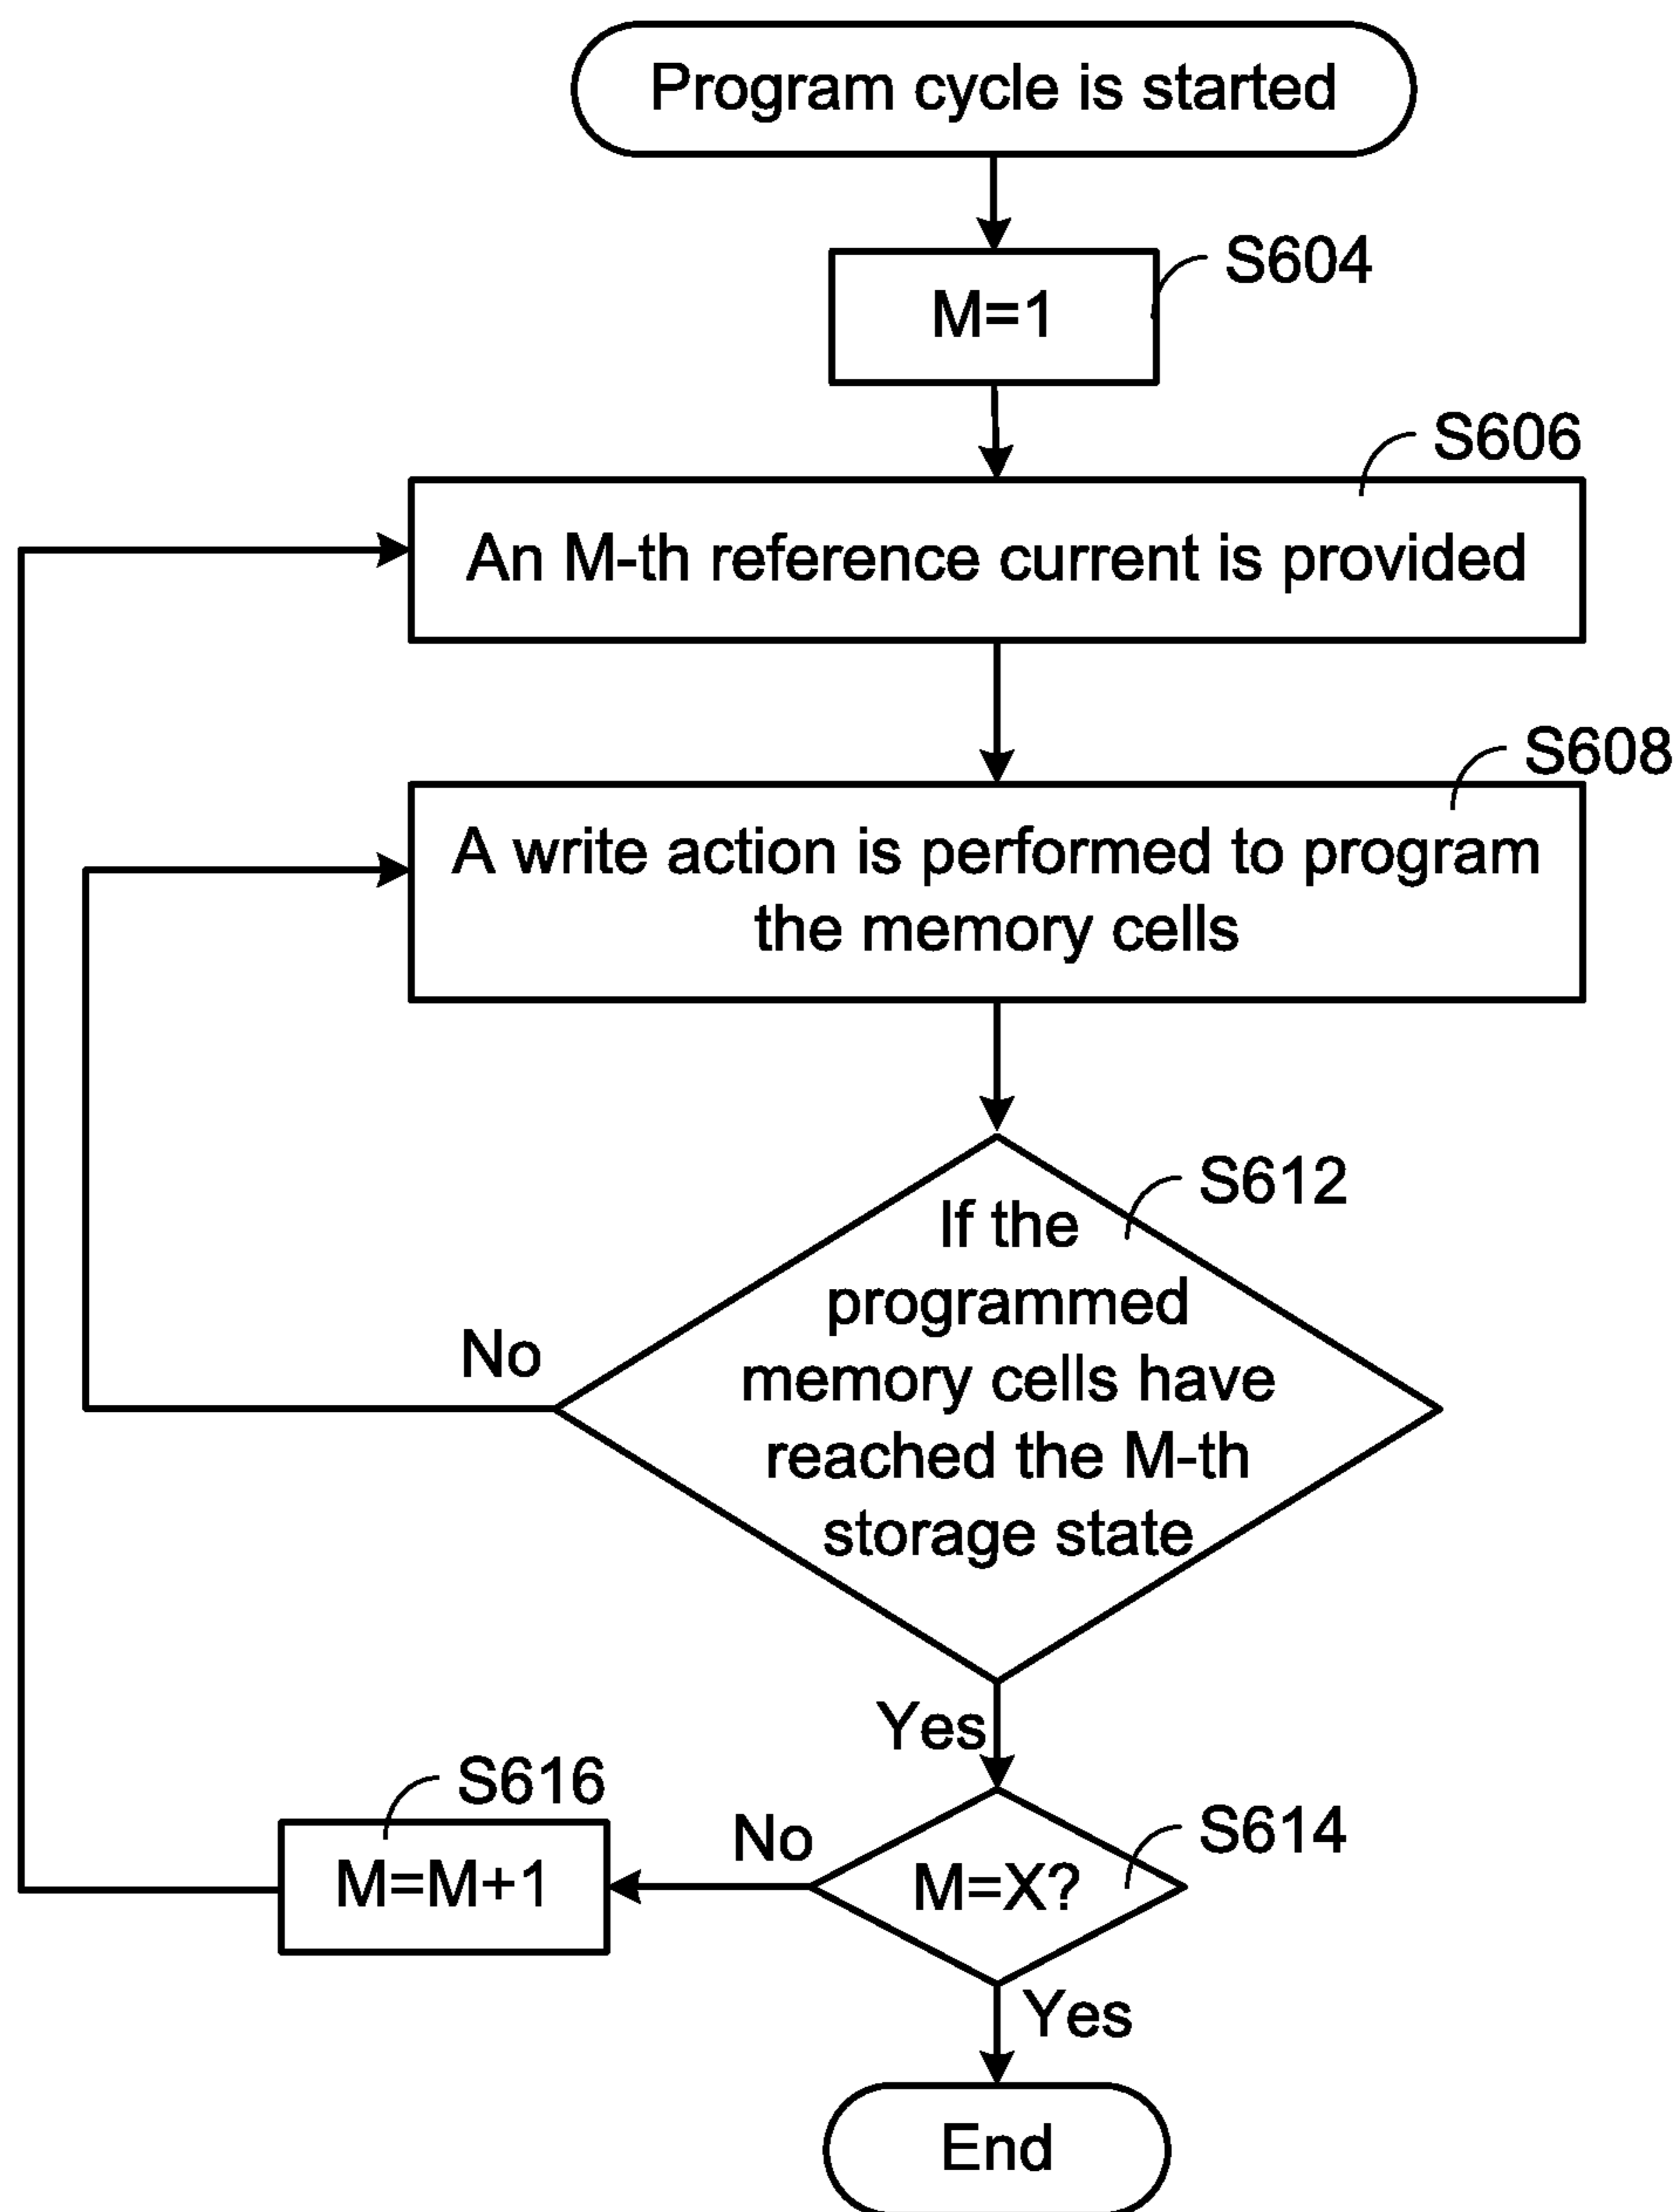 Program cycle is started
S604
M=1
S606
An M-th reference current is provided
S608
A write action is performed to program
the memory cells
S612
If the
programmed
memory cells have
reached the M-th
storage state
No
Yes
S616
M=M+1
No
S614
M=X?
Yes
End